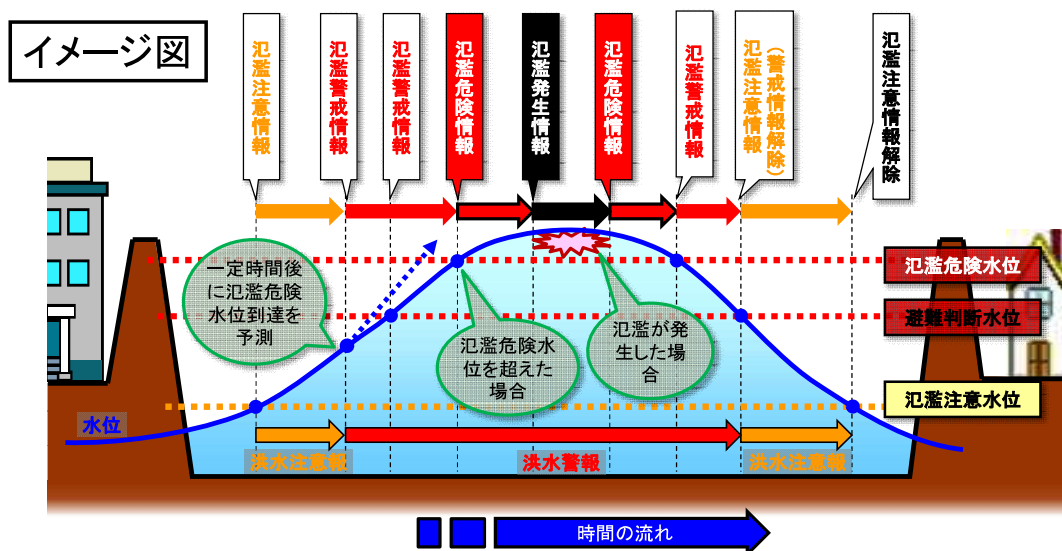 イメージ図
氾濫注意情報
氾濫警戒情報
氾濫警戒情報
氾濫危険情報
氾濫発生情報
氾濫危険情報
氾濫警戒情報
(警戒情報解除)
氾濫注意情報
氾濫注意情報解除
一定時間後
に氾濫危険
水位到達を
予測
氾濫危険水
位を超えた
場合
氾濫が発
生した場
合
氾濫危険水位
避難判断水位
氾濫注意水位
水位
洪水注意報
洪水警報
洪水注意報
時間の流れ